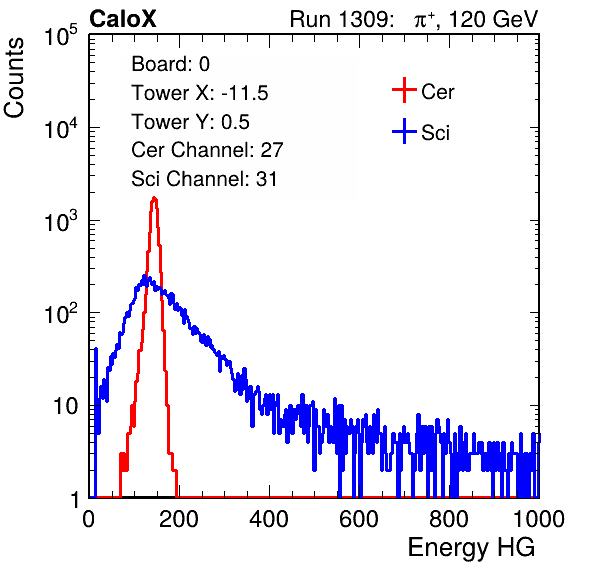 CaloX Run 1309: π⁺, 120 GeV
Counts
10⁵
10⁴
10³
10²
10
1
Board: 0
Tower X: -11.5
Tower Y: 0.5
Cer Channel: 27
Sci Channel: 31
Cer
Sci
0 200 400 600 800 1000
Energy HG